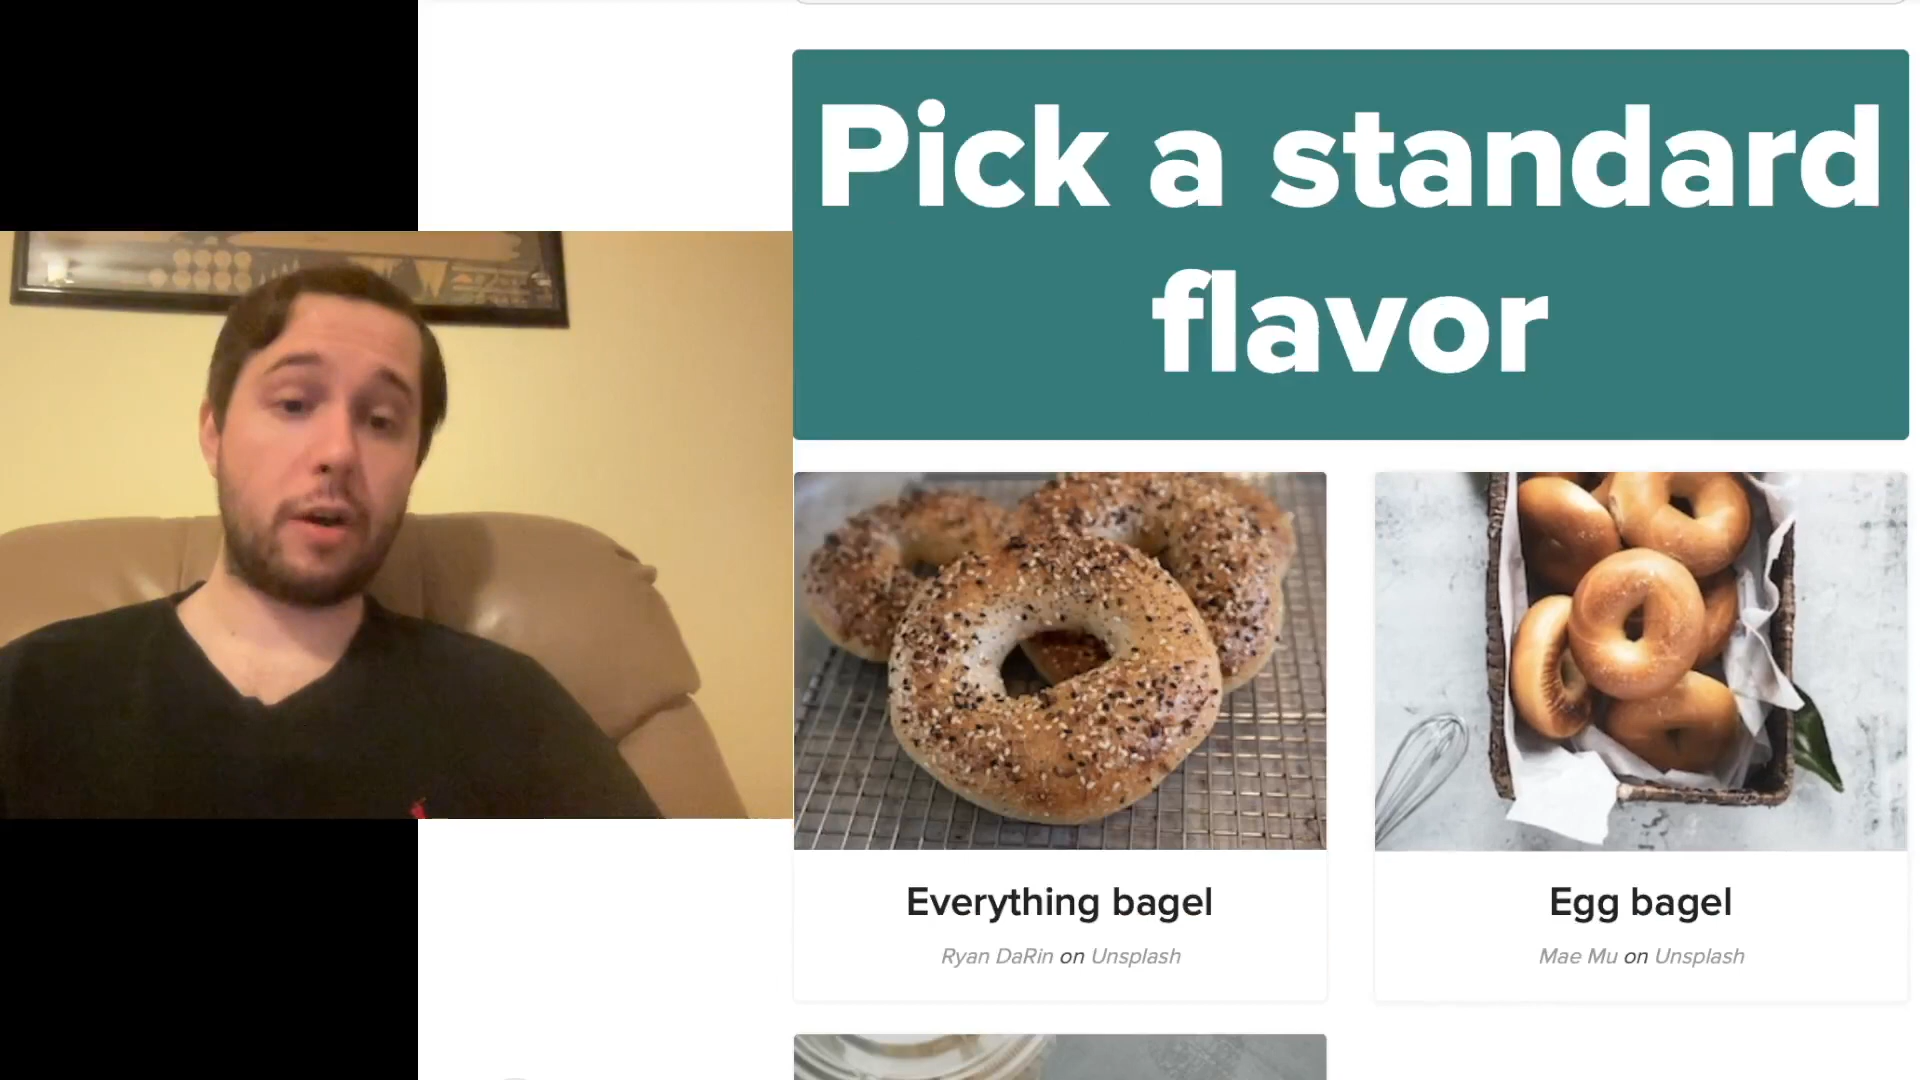 Pick a standard
flavor
Everything bagel
Ryan DaRin on Unsplash
Egg bagel
Mae Mu on Unsplash